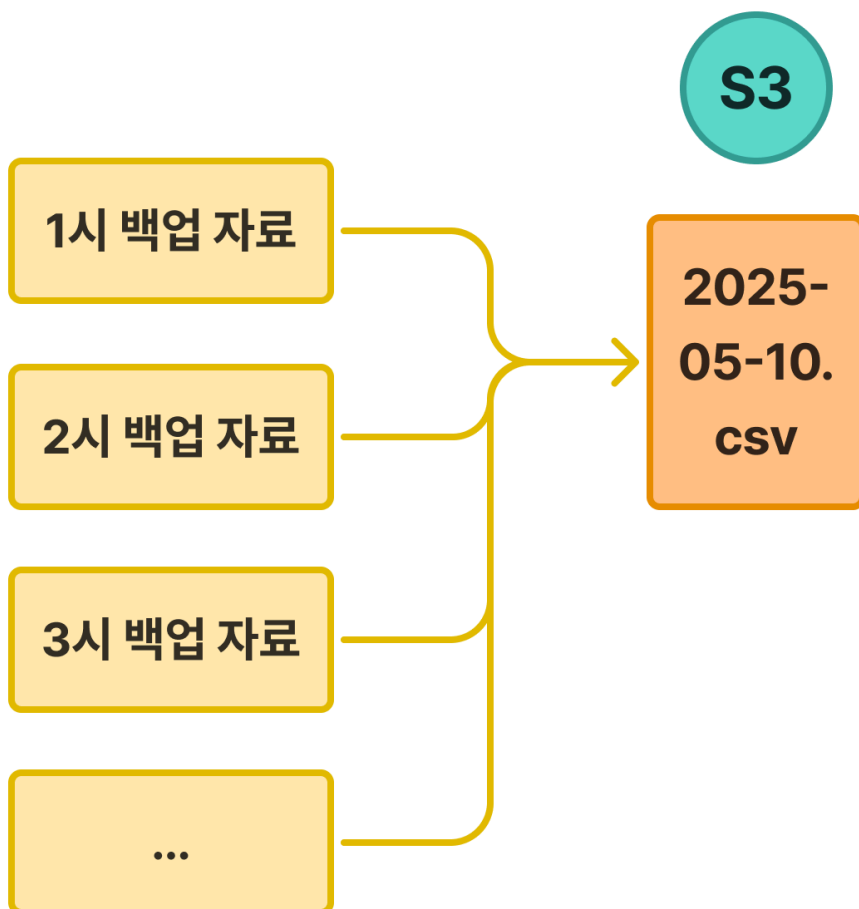 S3
1시 백업 자료
2025-
05-10.
csv
2시 백업 자료
3시 백업 자료
...